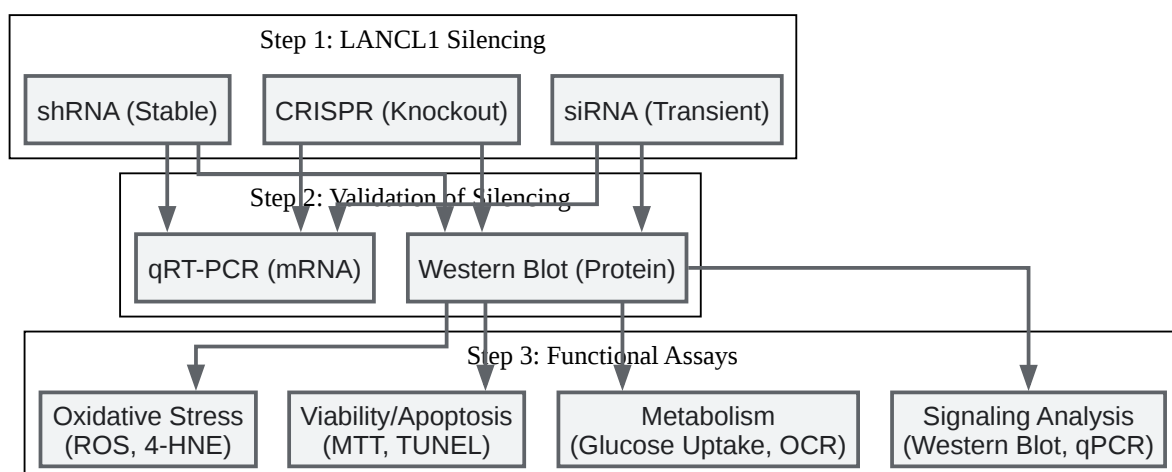 Step 1: LANCL1 Silencing
shRNA (Stable)
CRISPR (Knockout)
siRNA (Transient)
Step 2: Validation of Silencing
qRT-PCR (mRNA)
Western Blot (Protein)
Step 3: Functional Assays
Oxidative Stress
(ROS, 4-HNE)
Viability/Apoptosis
(MTT, TUNEL)
Metabolism
(Glucose Uptake, OCR)
Signaling Analysis
(Western Blot, qPCR)